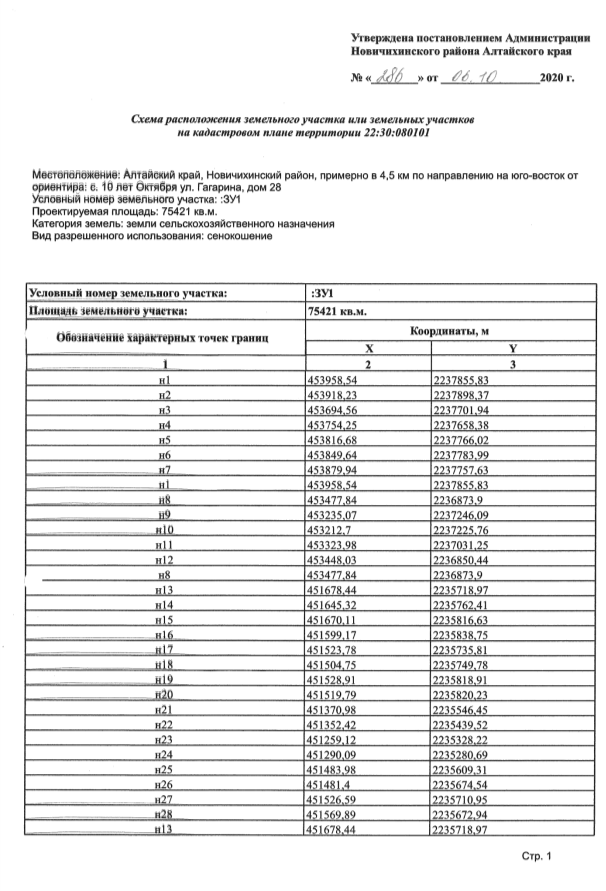 Утверждена постановлением Администрации
Новичихинского района Алтайского края
№ « 286 » от 06.10 2020 г.
Схема расположения земельного участка или земельных участков
на кадастровом плане территории 22:30:080101
Местоположение: Алтайский край, Новичихинский район, примерно в 4,5 км по направлению на юго-восток от
ориентира: с. 10 лет Октября ул. Гагарина, дом 28
Условный номер земельного участка: :ЗУ1
Проектируемая площадь: 75421 кв.м.
Категория земель: земли сельскохозяйственного назначения
Вид разрешенного использования: сенокошение
Условный номер земельного участка: :ЗУ1
Площадь земельного участка: 75421 кв.м.
Обозначение характерных точек границ Координаты, м
X Y
1 2 3
н1 453958,54 2237855,83
н2 453918,23 2237898,37
н3 453694,56 2237701,94
н4 453754,25 2237658,38
н5 453816,68 2237766,02
н6 453849,64 2237783,99
н7 453879,94 2237757,63
н1 453958,54 2237855,83
н8 453477,84 2236873,9
н9 453235,07 2237246,09
н10 453212,7 2237225,76
н11 453323,98 2237031,25
н12 453448,03 2236850,44
н8 453477,84 2236873,9
н13 451678,44 2235718,97
н14 451645,32 2235762,41
н15 451670,11 2235816,63
н16 451599,17 2235838,75
н17 451523,78 2235735,81
н18 451504,75 2235749,78
н19 451528,91 2235818,91
н20 451519,79 2235820,23
н21 451370,98 2235546,45
н22 451352,42 2235439,52
н23 451259,12 2235328,22
н24 451290,09 2235280,69
н25 451483,98 2235609,31
н26 451481,4 2235674,54
н27 451526,59 2235710,95
н28 451569,89 2235672,94
н13 451678,44 2235718,97
Стр. 1